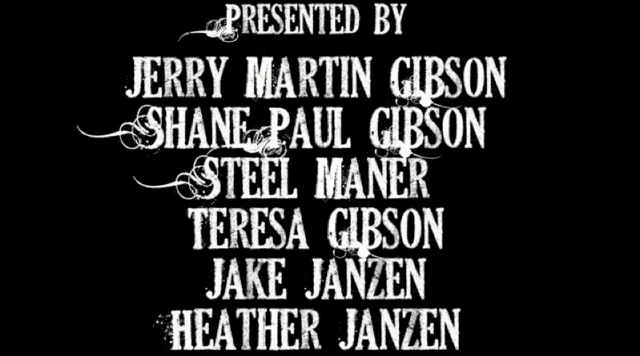 PRESENTED BY
JERRY MARTIN GIBSON
SHANE PAUL GIBSON
STEEL MANER
TERESA GIBSON
JAKE JANZEN
HEATHER JANZEN